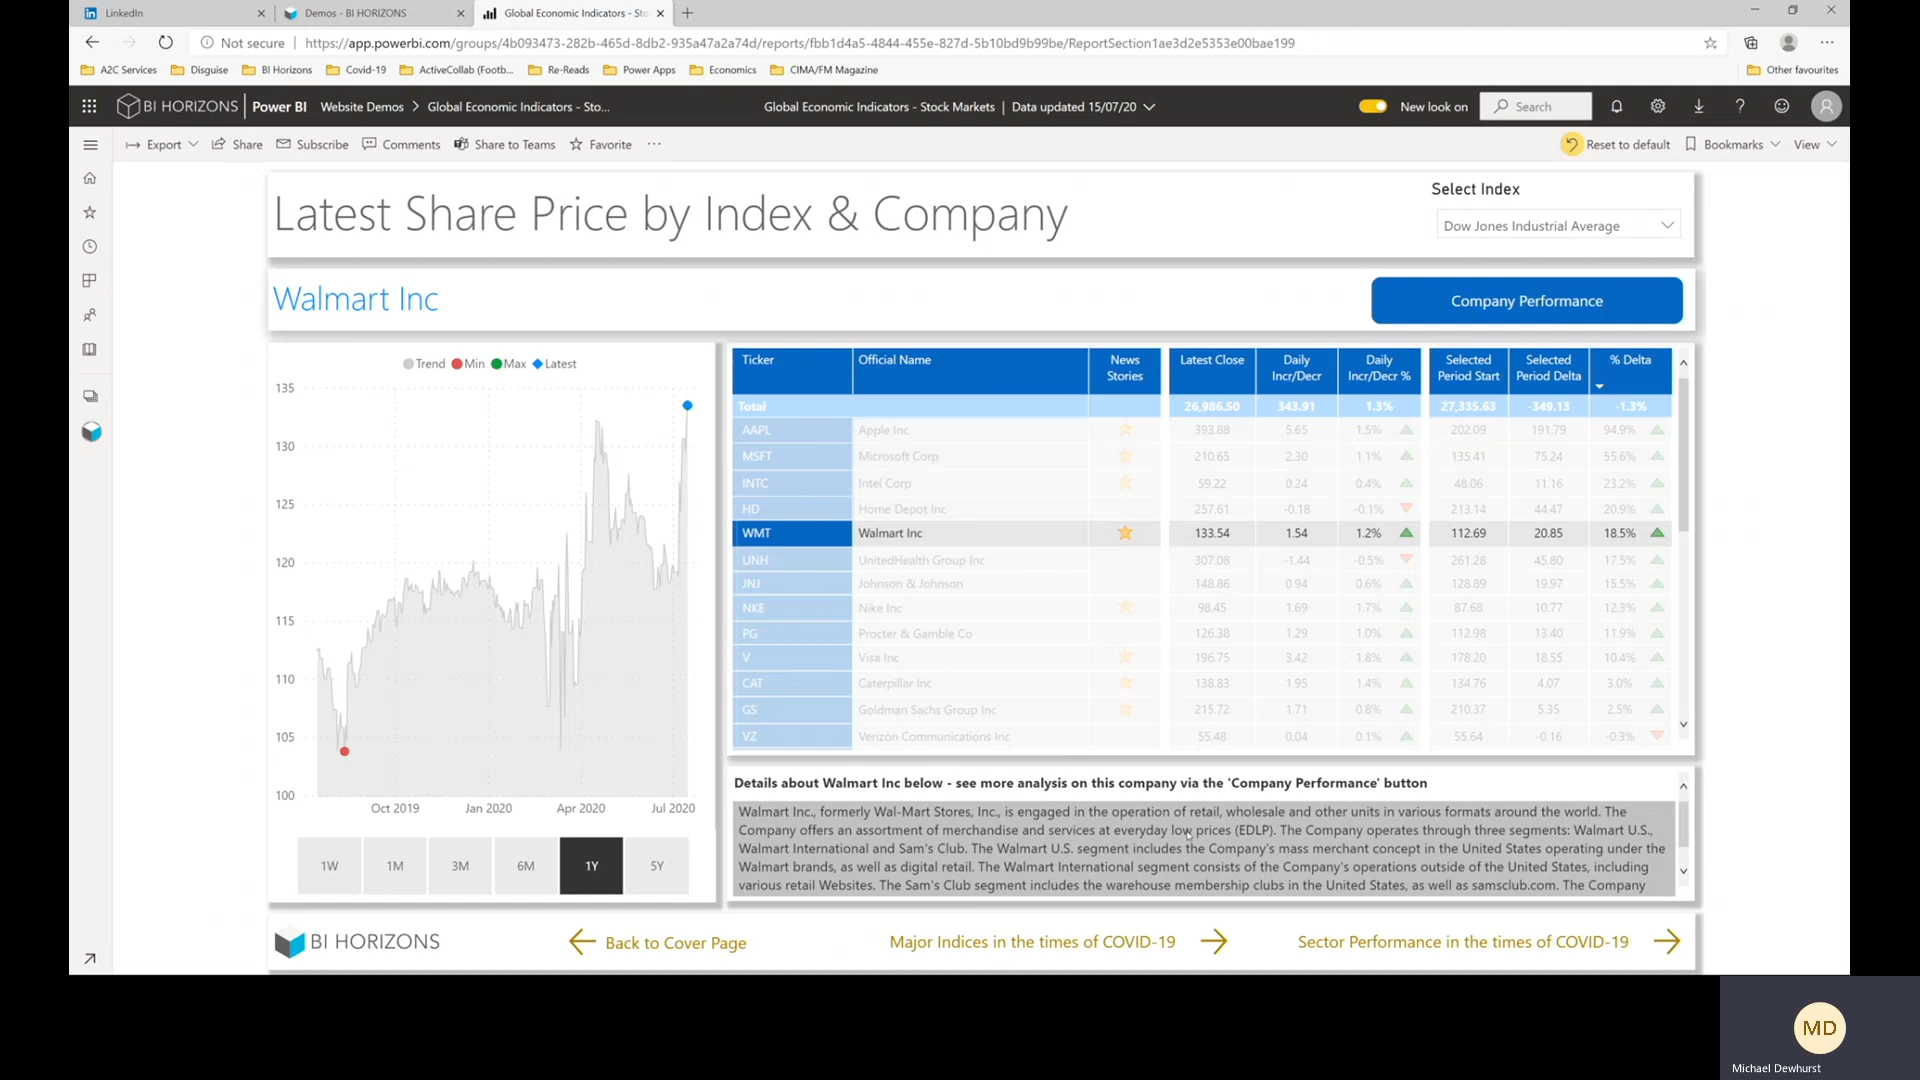 LinkedIn
Demos - BI HORIZONS
Global Economic Indicators - Sto
Not secure | https://app.powerbi.com/groups/4b093473-282b-465d-8db2-935a47a2a74d/reports/fbb1d4a5-4844-455e-827d-5b10bd9b99be/ReportSection1ae3d2e5353e00bae199
A2C Services Disguise BI Horizons Covid-19 ActiveCollab (Footb... Re-Reads Power Apps Economics CIMA/FM Magazine Other favourites
BI HORIZONS Power BI Website Demos > Global Economic Indicators - Sto... Global Economic Indicators - Stock Markets | Data updated 15/07/20 New look on Search
Export Share Subscribe Comments Share to Teams Favorite ... Reset to default Bookmarks View
Latest Share Price by Index & Company
Select Index
Dow Jones Industrial Average
Walmart Inc
Company Performance
Trend Min Max Latest
135
130
125
120
115
110
105
100
Oct 2019 Jan 2020 Apr 2020 Jul 2020
1W 1M 3M 6M 1Y 5Y
Ticker Official Name News Stories Latest Close Daily Incr/Decr Daily Incr/Decr % Selected Period Start Selected Period Delta % Delta
Total 26,986.50 343.91 1.3% 27,335.63 -349.13 -1.3%
AAPL Apple Inc 393.88 5.65 1.5% 202.09 191.79 94.9%
MSFT Microsoft Corp 210.65 2.30 1.1% 135.41 75.24 55.6%
INTC Intel Corp 59.22 0.24 0.4% 48.06 11.16 23.2%
HD Home Depot Inc 257.61 -0.18 -0.1% 213.14 44.47 20.9%
WMT Walmart Inc 133.54 1.54 1.2% 112.69 20.85 18.5%
UNH UnitedHealth Group Inc 307.08 -1.44 -0.5% 261.28 45.80 17.5%
JNJ Johnson & Johnson 148.86 0.94 0.6% 128.89 19.97 15.5%
NKE Nike Inc 98.45 1.69 1.7% 87.68 10.77 12.3%
PG Procter & Gamble Co 126.38 1.29 1.0% 112.98 13.40 11.9%
V Visa Inc 196.75 3.42 1.8% 178.20 18.55 10.4%
CAT Caterpillar Inc 138.83 1.95 1.4% 134.76 4.07 3.0%
GS Goldman Sachs Group Inc 215.72 1.71 0.8% 210.37 5.35 2.5%
VZ Verizon Communications Inc 55.48 0.04 0.1% 55.64 -0.16 -0.3%
Details about Walmart Inc below - see more analysis on this company via the 'Company Performance' button
Walmart Inc., formerly Wal-Mart Stores, Inc., is engaged in the operation of retail, wholesale and other units in various formats around the world. The
Company offers an assortment of merchandise and services at everyday low prices (EDLP). The Company operates through three segments: Walmart U.S.,
Walmart International and Sam's Club. The Walmart U.S. segment includes the Company's mass merchant concept in the United States operating under the
Walmart brands, as well as digital retail. The Walmart International segment consists of the Company's operations outside of the United States, including
various retail Websites. The Sam's Club segment includes the warehouse membership clubs in the United States, as well as samsclub.com. The Company
BI HORIZONS
Back to Cover Page
Major Indices in the times of COVID-19
Sector Performance in the times of COVID-19
MD
Michael Dewhurst